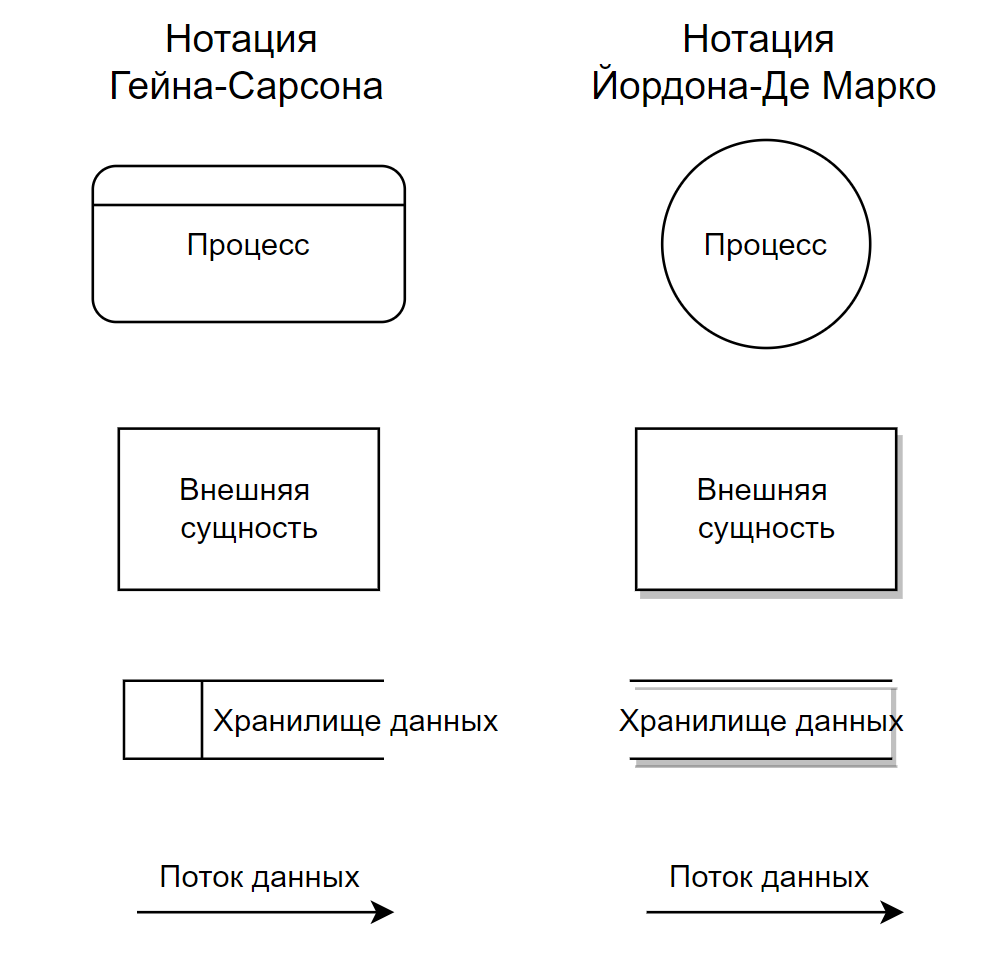 Нотация
Гейна-Сарсона
Нотация
Йордона-Де Марко
Процесс
Процесс
Внешняя
сущность
Внешняя
сущность
Хранилище данных
Хранилище данных
Поток данных
Поток данных